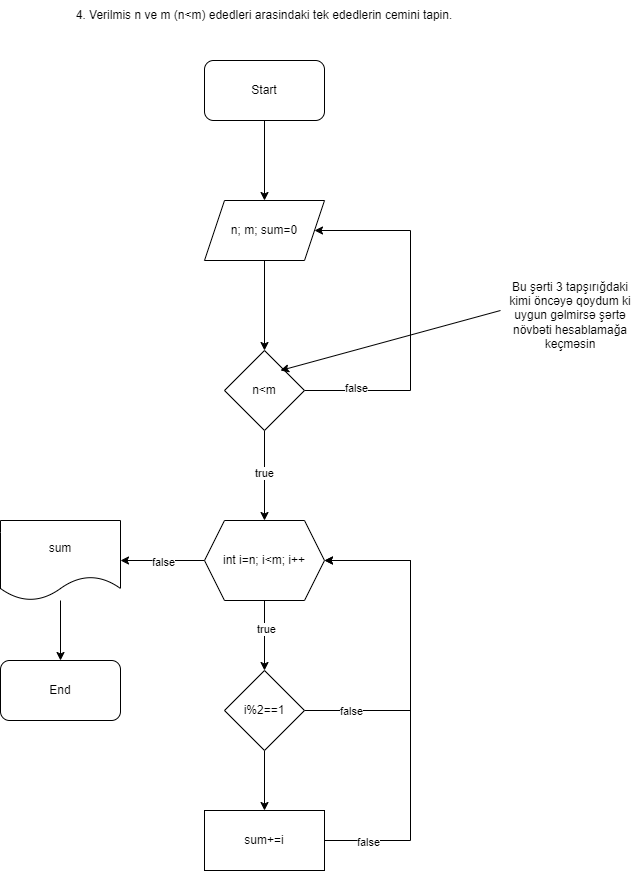 4. Verilmis n ve m (n<m) ededleri arasindaki tek ededlerin cemini tapin.
Start
n; m; sum=0
Bu şərti 3 tapşırığdaki
kimi öncəyə qoydum ki
uygun gəlmirsə şərtə
növbəti hesablamağa
keçməsin
n<m
false
true
sum
false
int i=n; i<m; i++
true
End
i%2==1
false
sum+=i
false